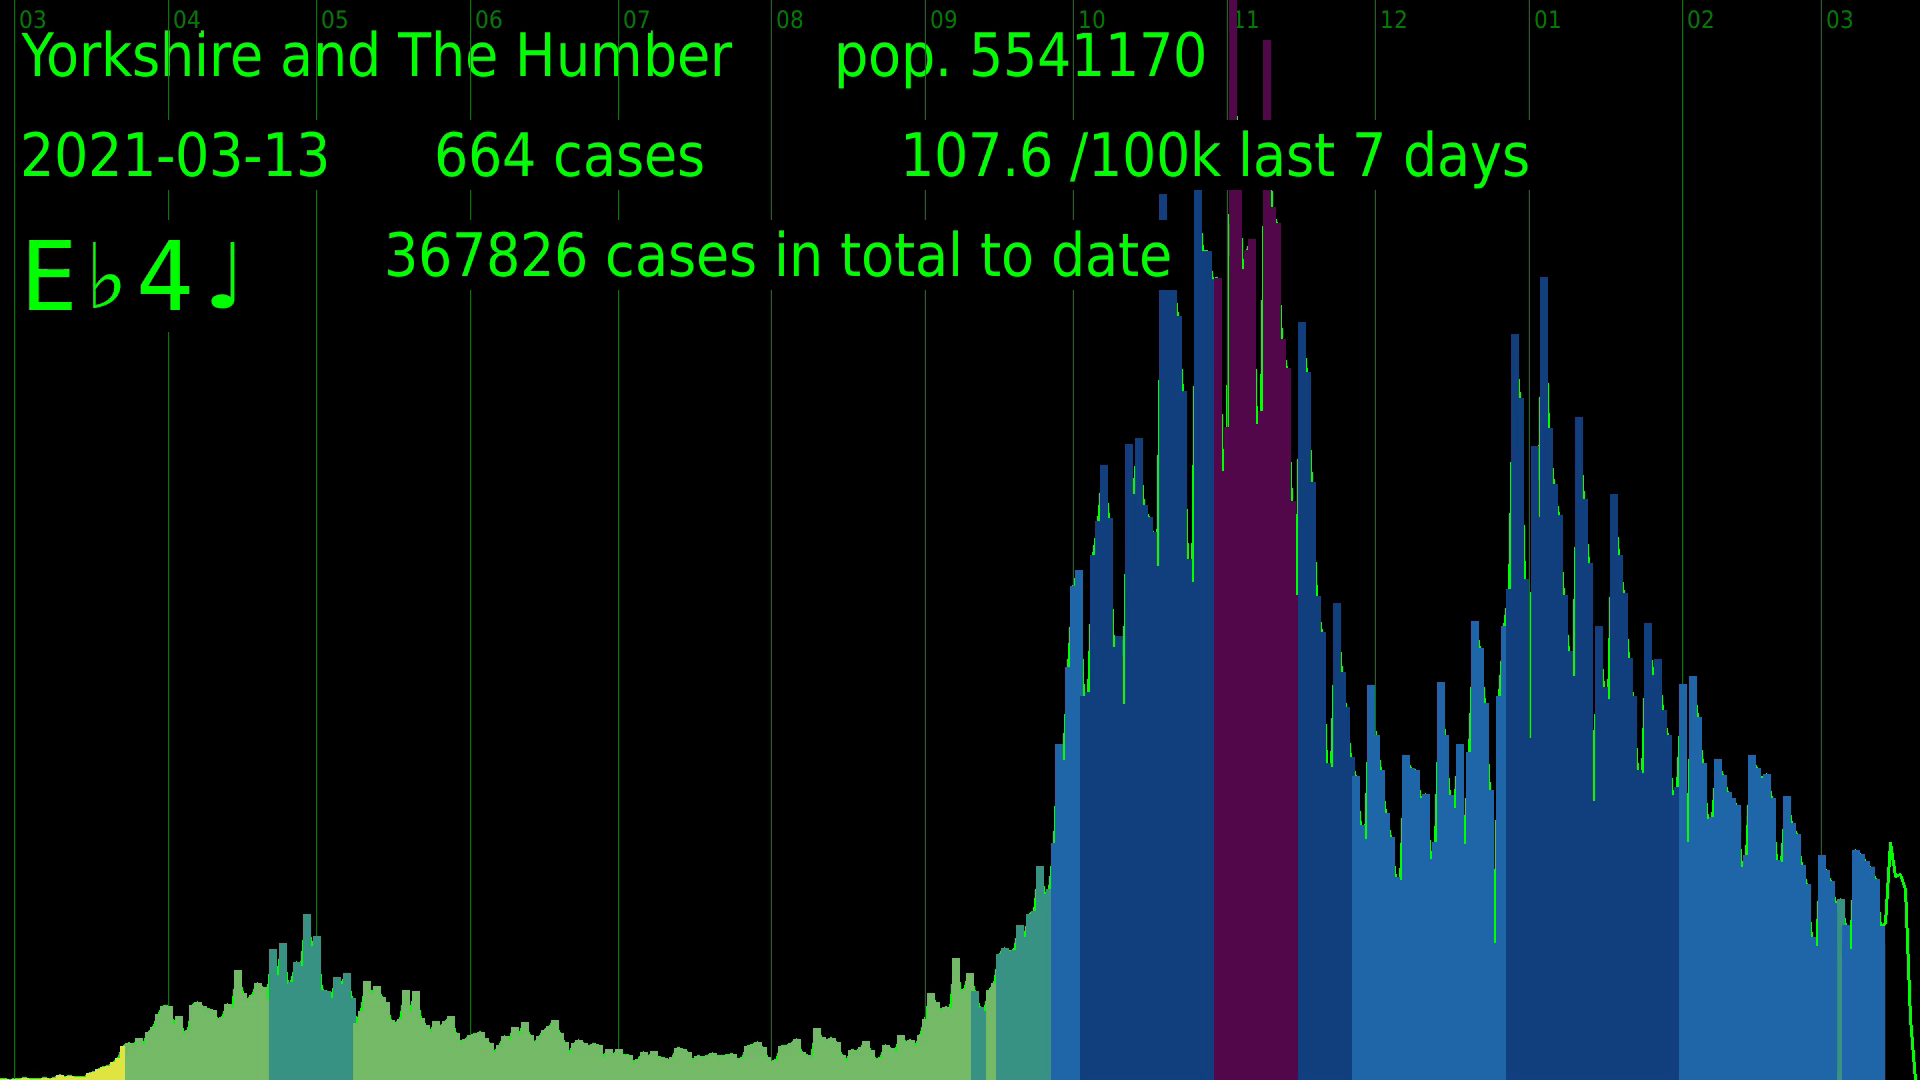 03 04 05 06 07 08 09 10 11 12 01 02 03
Yorkshire and The Humber pop. 5541170
2021-03-13 664 cases 107.6 /100k last 7 days
E♭4♩ 367826 cases in total to date